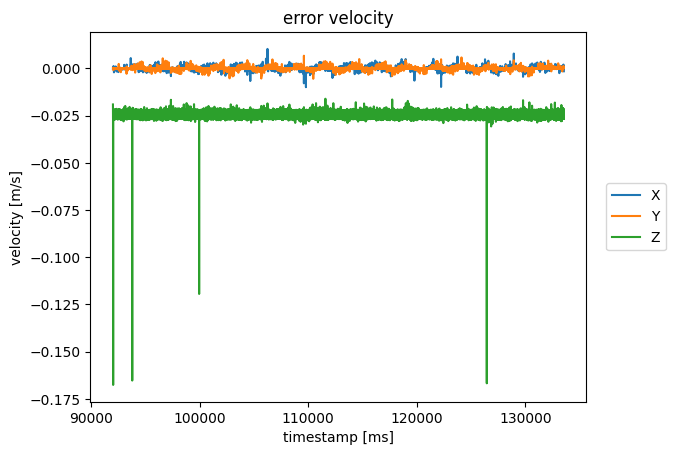 error velocity
velocity [m/s]
0.000
−0.025
−0.050
−0.075
−0.100
−0.125
−0.150
−0.175
90000
100000
110000
120000
130000
timestamp [ms]
X
Y
Z